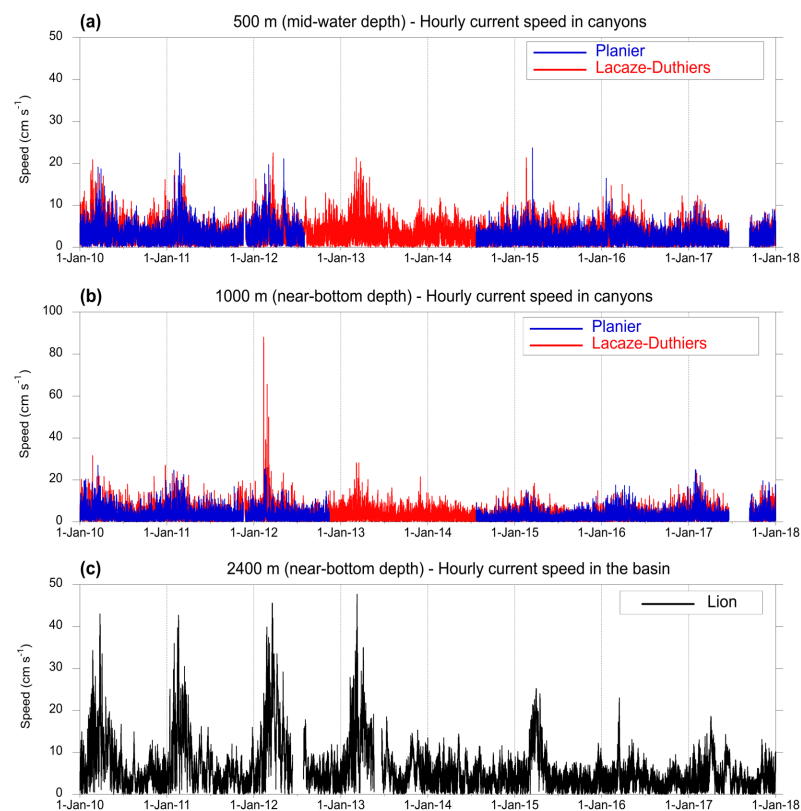 (a) 500 m (mid-water depth) - Hourly current speed in canyons
50
40
30
20
10
0
Speed (cm s⁻¹)
Planier
Lacaze-Duthiers
1-Jan-10 1-Jan-11 1-Jan-12 1-Jan-13 1-Jan-14 1-Jan-15 1-Jan-16 1-Jan-17 1-Jan-18
(b) 1000 m (near-bottom depth) - Hourly current speed in canyons
100
80
60
40
20
0
Speed (cm s⁻¹)
Planier
Lacaze-Duthiers
1-Jan-10 1-Jan-11 1-Jan-12 1-Jan-13 1-Jan-14 1-Jan-15 1-Jan-16 1-Jan-17 1-Jan-18
(c) 2400 m (near-bottom depth) - Hourly current speed in the basin
50
40
30
20
10
0
Speed (cm s⁻¹)
Lion
1-Jan-10 1-Jan-11 1-Jan-12 1-Jan-13 1-Jan-14 1-Jan-15 1-Jan-16 1-Jan-17 1-Jan-18